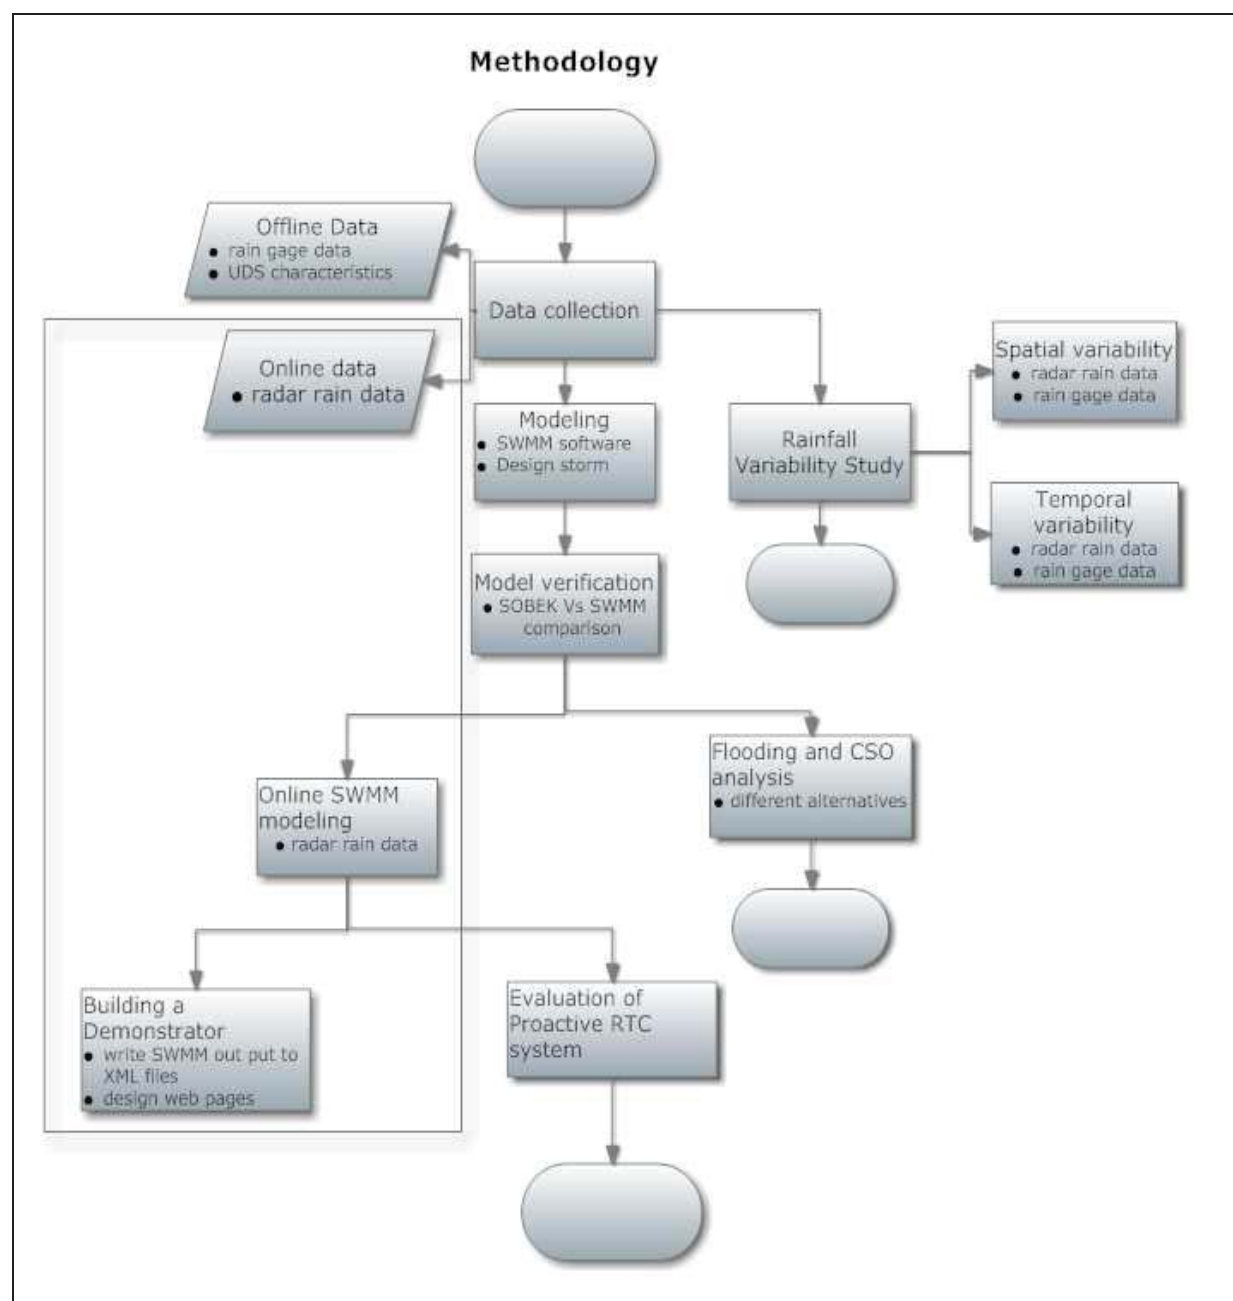 Methodology
Offline Data
● rain gage data
● UDS characteristics
Data collection
Online data
● radar rain data
Modeling
● SWMM software
● Design storm
Rainfall
Variability Study
Spatial variability
● radar rain data
● rain gage data
Temporal
variability
● radar rain data
● rain gage data
Model verification
● SOBEK Vs SWMM
comparison
Flooding and CSO
analysis
● different alternatives
Online SWMM
modeling
● radar rain data
Building a
Demonstrator
● write SWMM out put to
XML files
● design web pages
Evaluation of
Proactive RTC
system